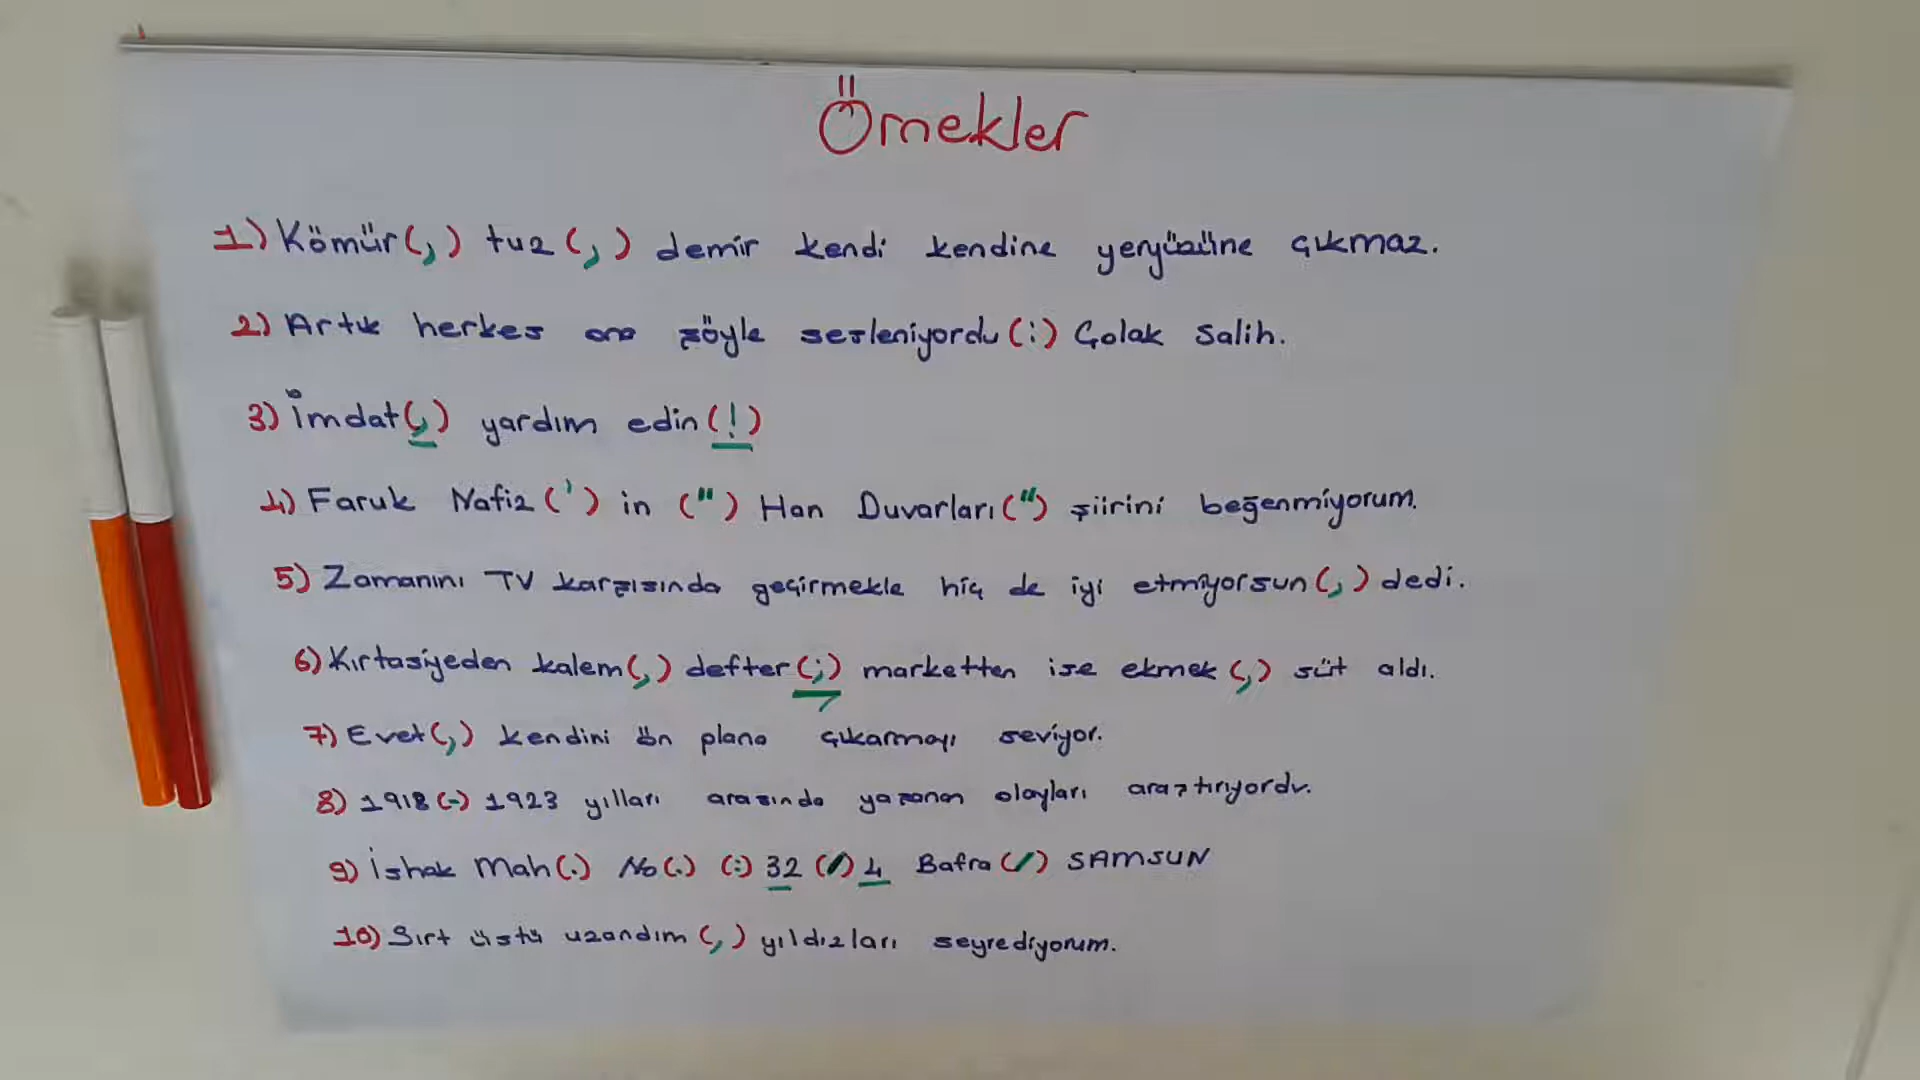 Örnekler
1) Kömür(,) tuz (,) demir kendi kendine yeryüzüne çıkmaz.
2) Artık herkes ona şöyle sesleniyordu(:) Çolak Salih.
3) İmdat(,) yardım edin(!)
4) Faruk Nafiz (') in (") Han Duvarları(") şiirini beğenmiyorum.
5) Zamanını TV karşısında geçirmekle hiç de iyi etmiyorsun(,) dedi.
6) Kırtasiyeden kalem(,) defter(;) marketten ise ekmek(,) süt aldı.
7) Evet(,) kendini ön plana çıkarmayı seviyor.
8) 1918(-) 1923 yılları arasında yaşanan olayları araştırıyordu.
9) İshak Mah(.) No(.) (:) 32 (/) 4 Bafra (/) SAMSUN
10) Sırt üstü uzandım(,) yıldızları seyrediyorum.